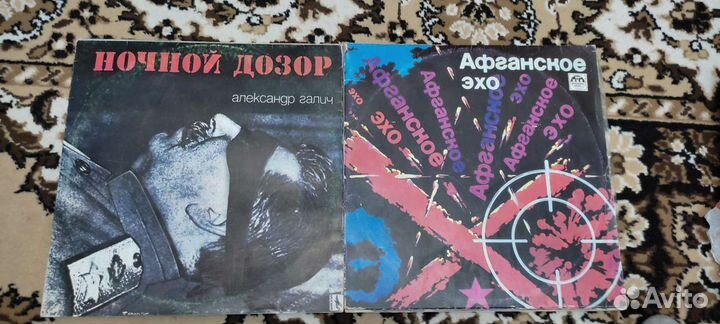 НОЧНОЙ ДОЗОР
александр галич
Афганское
эхо
эхо
Афганское
эхо
Афганское
Афганское
эхо
Афганское
эхо
Avito